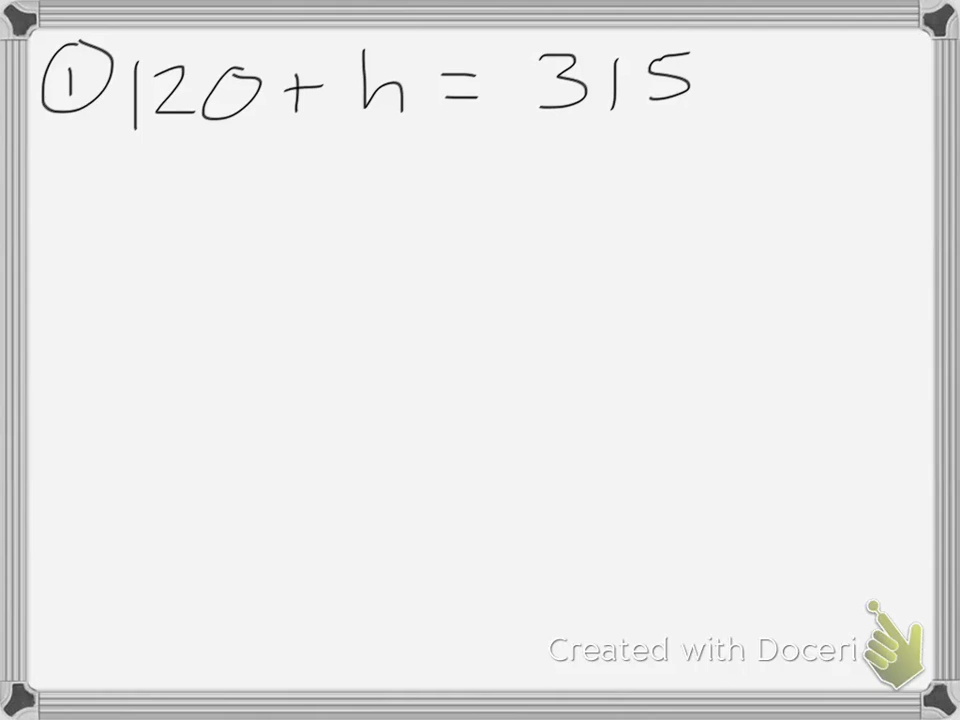 ① 120 + h = 315
Created with Doceri